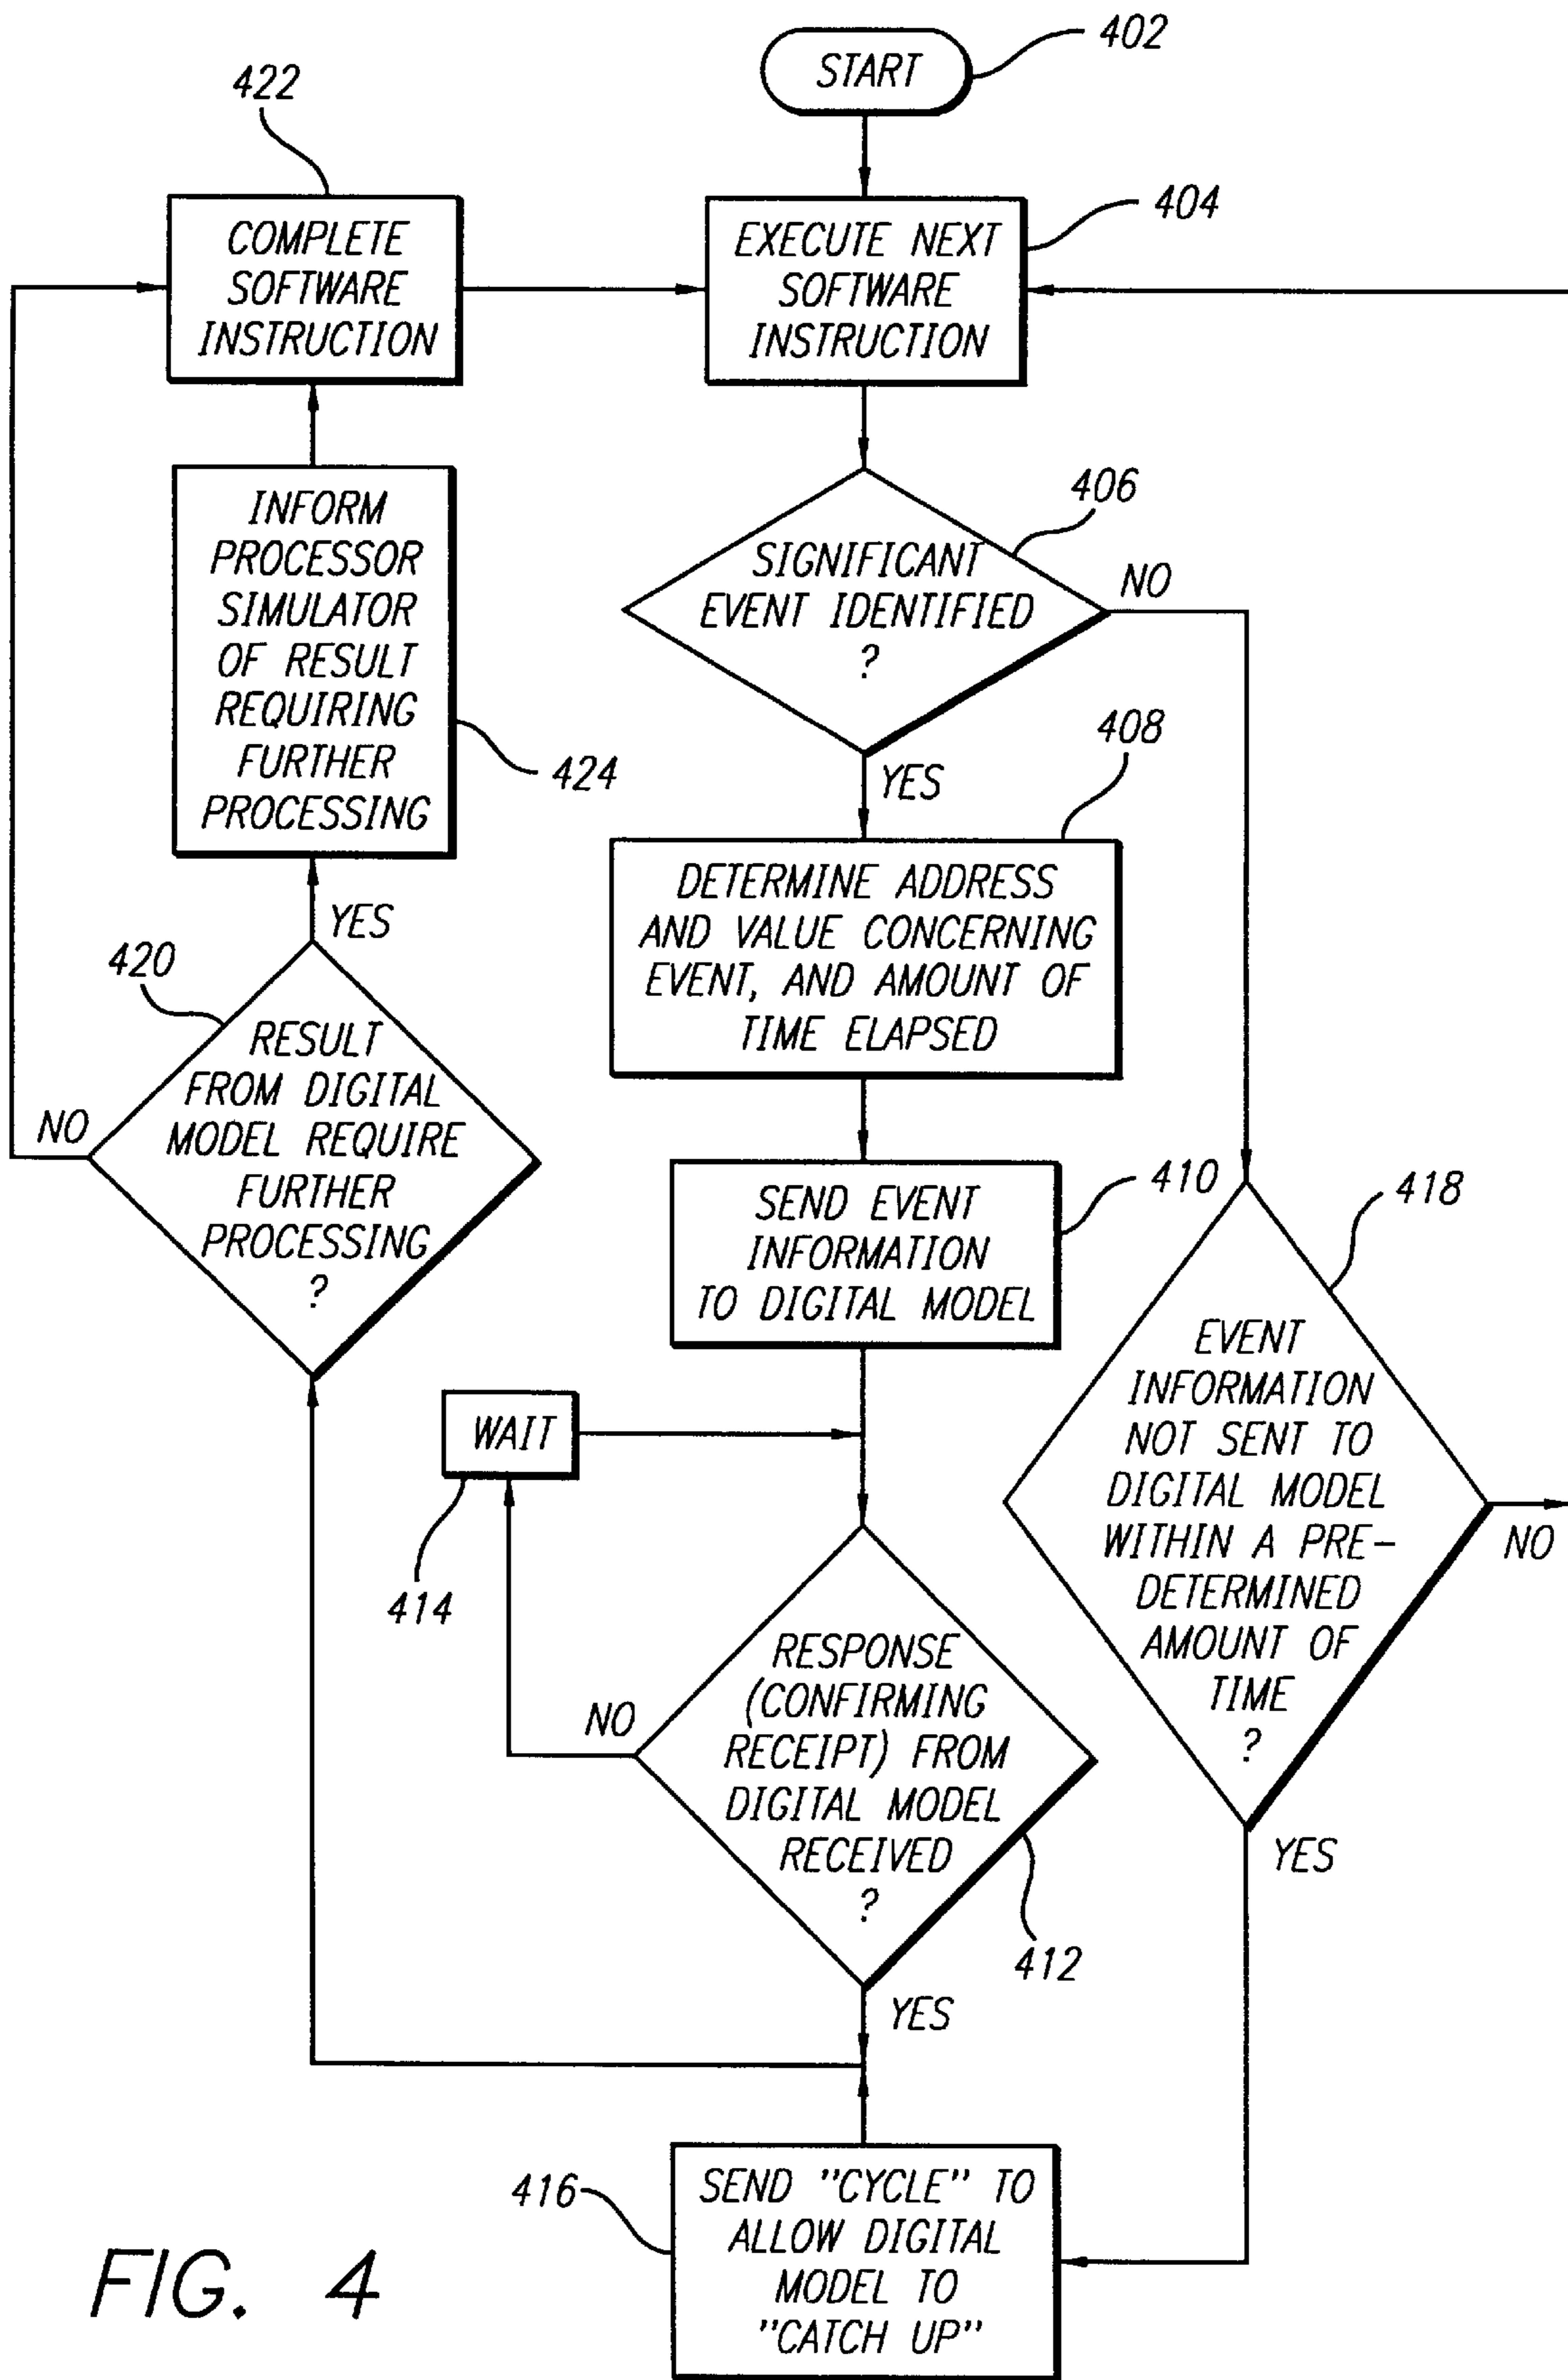 START
402
422
COMPLETE
SOFTWARE
INSTRUCTION
EXECUTE NEXT
SOFTWARE
INSTRUCTION
404
INFORM
PROCESSOR
SIMULATOR
OF RESULT
REQUIRING
FURTHER
PROCESSING
424
SIGNIFICANT
EVENT IDENTIFIED
?
406
NO
YES
408
DETERMINE ADDRESS
AND VALUE CONCERNING
EVENT, AND AMOUNT OF
TIME ELAPSED
YES
420
RESULT
FROM DIGITAL
MODEL REQUIRE
FURTHER
PROCESSING
?
NO
SEND EVENT
INFORMATION
TO DIGITAL MODEL
410
418
EVENT
INFORMATION
NOT SENT TO
DIGITAL MODEL
WITHIN A PRE-
DETERMINED
AMOUNT OF
TIME
?
NO
YES
WAIT
414
RESPONSE
(CONFIRMING
RECEIPT) FROM
DIGITAL MODEL
RECEIVED
?
NO
412
YES
416
SEND "CYCLE" TO
ALLOW DIGITAL
MODEL TO
"CATCH UP"
FIG. 4